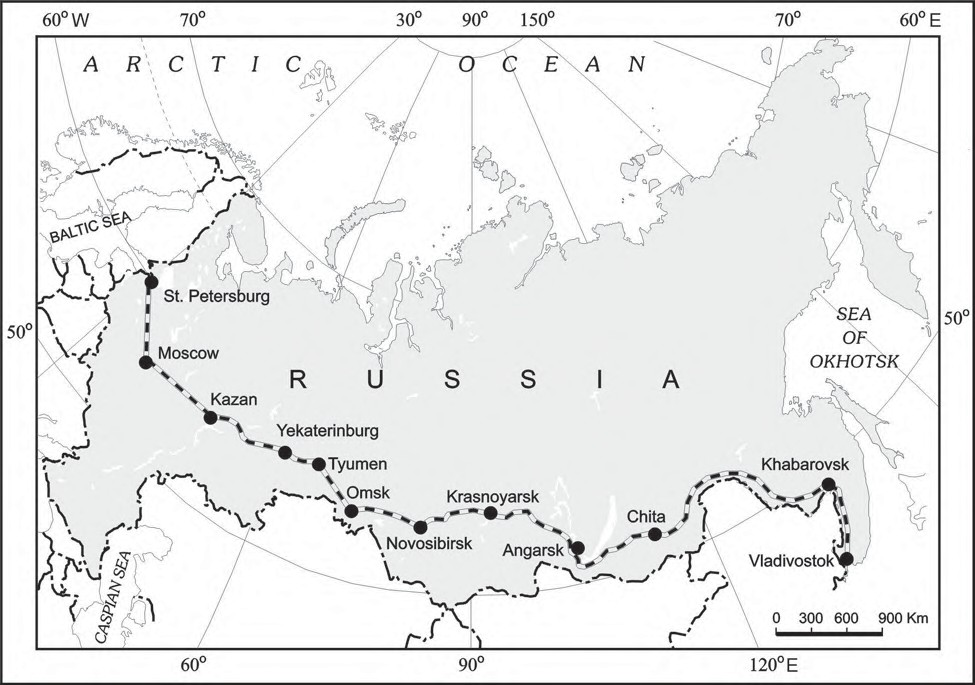 60° W 70° 30° 90° 150° 70° 60° E
A R C T I C O C E A N
BALTIC SEA
St. Petersburg
50° 50°
SEA
OF
OKHOTSK
Moscow
R U S S I A
Kazan
Yekaterinburg
Tyumen
Khabarovsk
Omsk
Krasnoyarsk
Chita
Novosibirsk
Angarsk
Vladivostok
CASPIAN SEA
0 300 600 900 Km
60° 90° 120° E